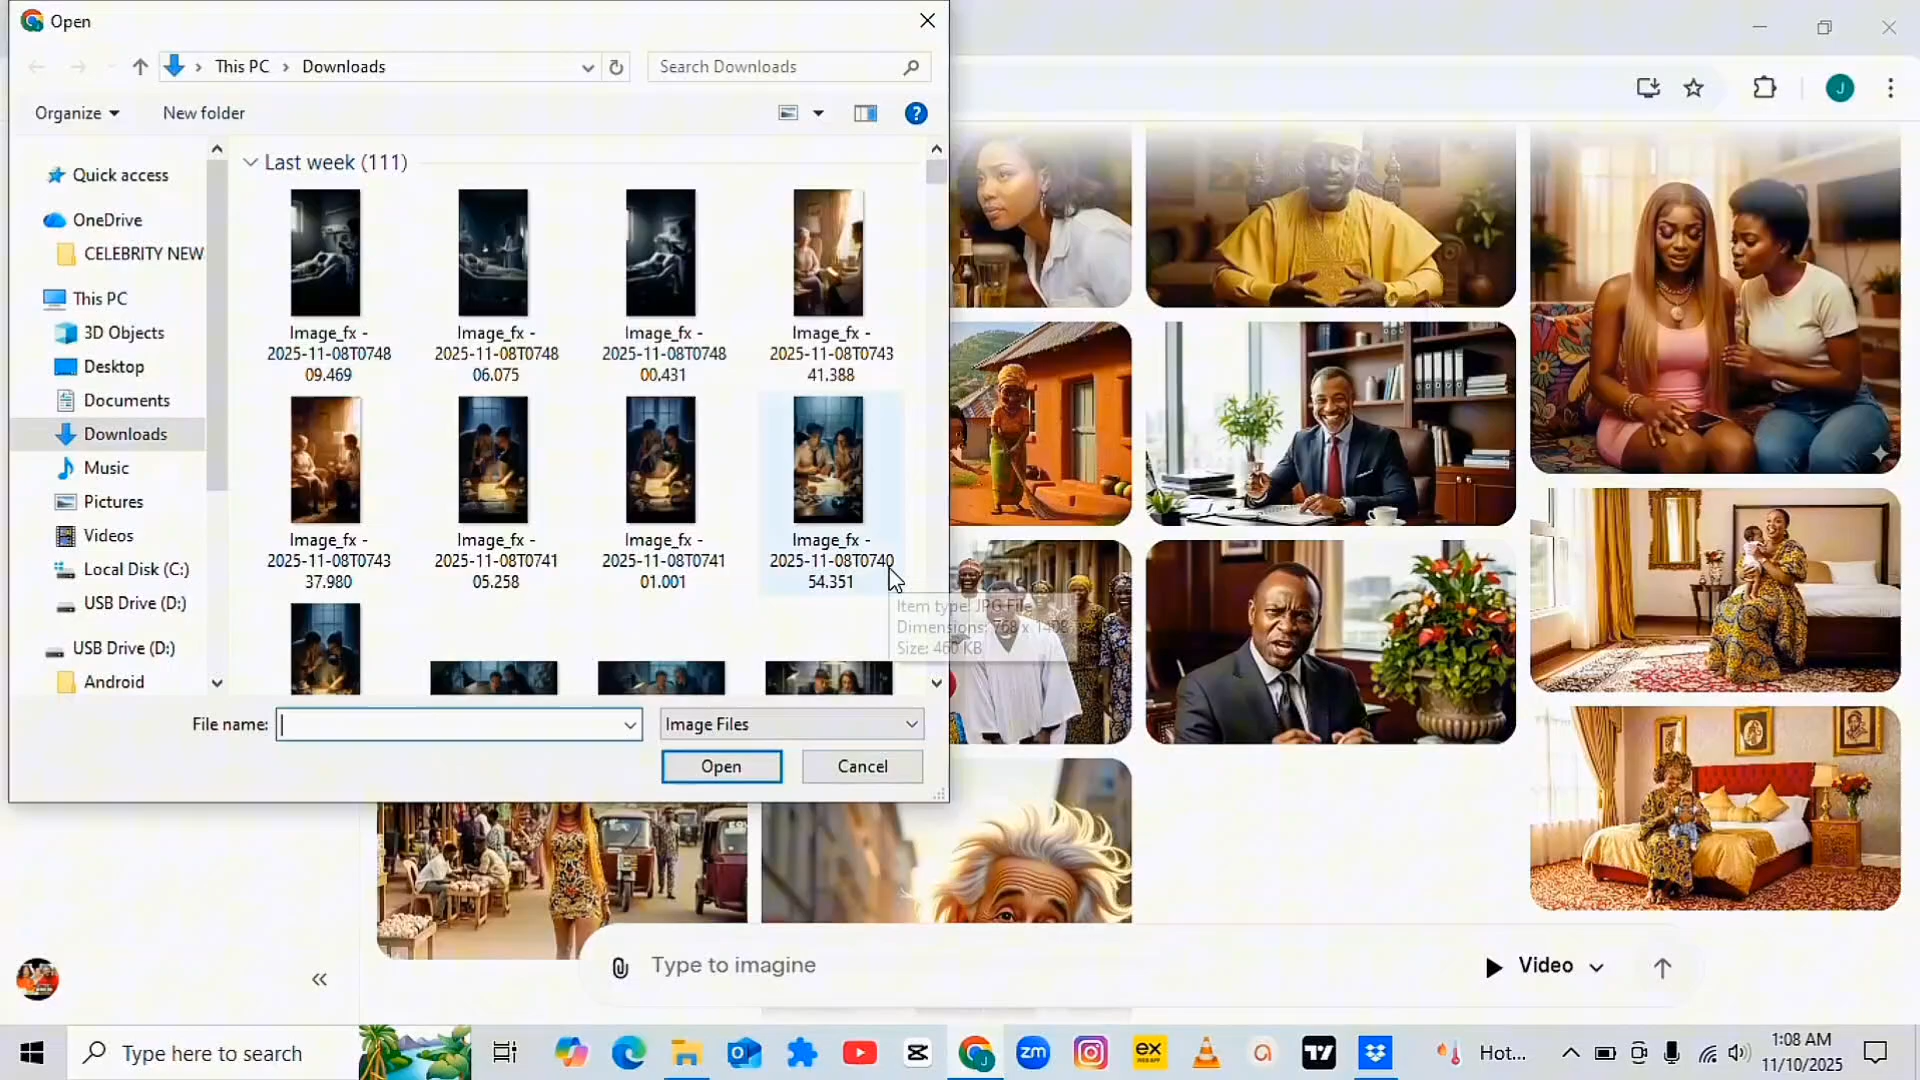 Open
This PC > Downloads
Search Downloads
Organize
New folder
Quick access
OneDrive
CELEBRITY NEW
This PC
3D Objects
Desktop
Documents
Downloads
Music
Pictures
Videos
Local Disk (C:)
USB Drive (D:)
USB Drive (D:)
Android
Last week (111)
Image_fx -
2025-11-08T0748
09.469
Image_fx -
2025-11-08T0748
06.075
Image_fx -
2025-11-08T0748
00.431
Image_fx -
2025-11-08T0743
41.388
Image_fx -
2025-11-08T0743
37.980
Image_fx -
2025-11-08T0741
05.258
Image_fx -
2025-11-08T0741
01.001
Image_fx -
2025-11-08T0740
54.351
Item type: JPG File
Dimensions: 768 x 1408
Size: 460 KB
File name:
Image Files
Open
Cancel
J
Type to imagine
Video
Type here to search
zm
ex
Hot...
1:08 AM
11/10/2025